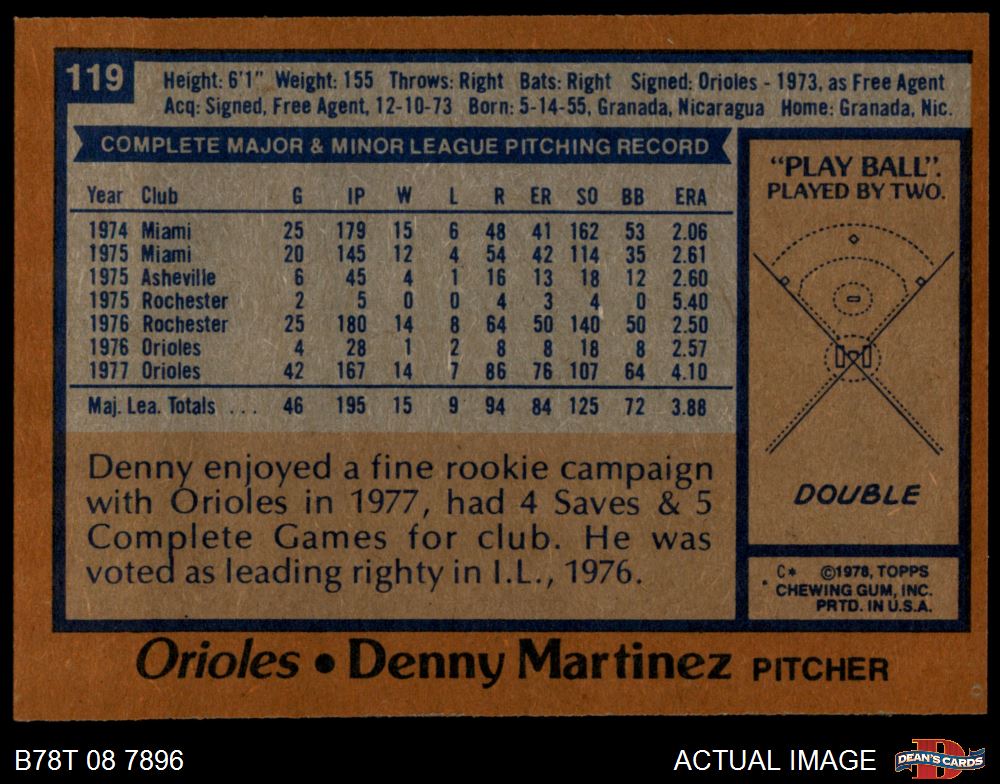 119
Height: 6'1" Weight: 155 Throws: Right Bats: Right Signed: Orioles - 1973, as Free Agent
Acq: Signed, Free Agent, 12-10-73 Born: 5-14-55, Granada, Nicaragua Home: Granada, Nic.
COMPLETE MAJOR & MINOR LEAGUE PITCHING RECORD
Year Club G IP W L R ER SO BB ERA
1974 Miami 25 179 15 6 48 41 162 53 2.06
1975 Miami 20 145 12 4 54 42 114 35 2.61
1975 Asheville 6 45 4 1 16 13 18 12 2.60
1975 Rochester 2 5 0 0 4 3 4 0 5.40
1976 Rochester 25 180 14 8 64 50 140 50 2.50
1976 Orioles 4 28 1 2 8 8 18 8 2.57
1977 Orioles 42 167 14 7 86 76 107 64 4.10
Maj. Lea. Totals ... 46 195 15 9 94 84 125 72 3.88
Denny enjoyed a fine rookie campaign
with Orioles in 1977, had 4 Saves & 5
Complete Games for club. He was
voted as leading righty in I.L., 1976.
"PLAY BALL".
PLAYED BY TWO.
DOUBLE
C* ©1978, TOPPS
CHEWING GUM, INC.
PRTD. IN U.S.A.
Orioles • Denny Martinez PITCHER
B78T 08 7896
ACTUAL IMAGE
D
DEAN'S CARDS